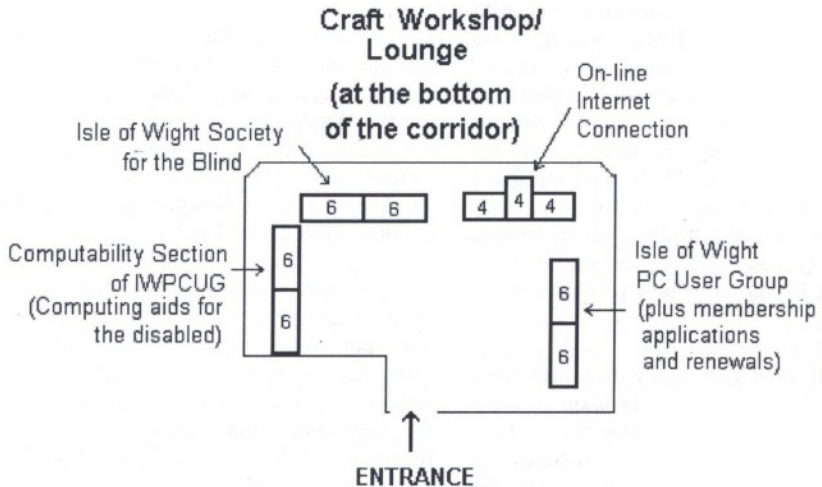 Craft Workshop/
Lounge
(at the bottom
of the corridor)
On-line
Internet
Connection
Isle of Wight Society
for the Blind
6 6
4 4 4
Computability Section
of IWPCUG
(Computing aids for
the disabled)
6
6
Isle of Wight
PC User Group
(plus membership
applications
and renewals)
6
6
ENTRANCE